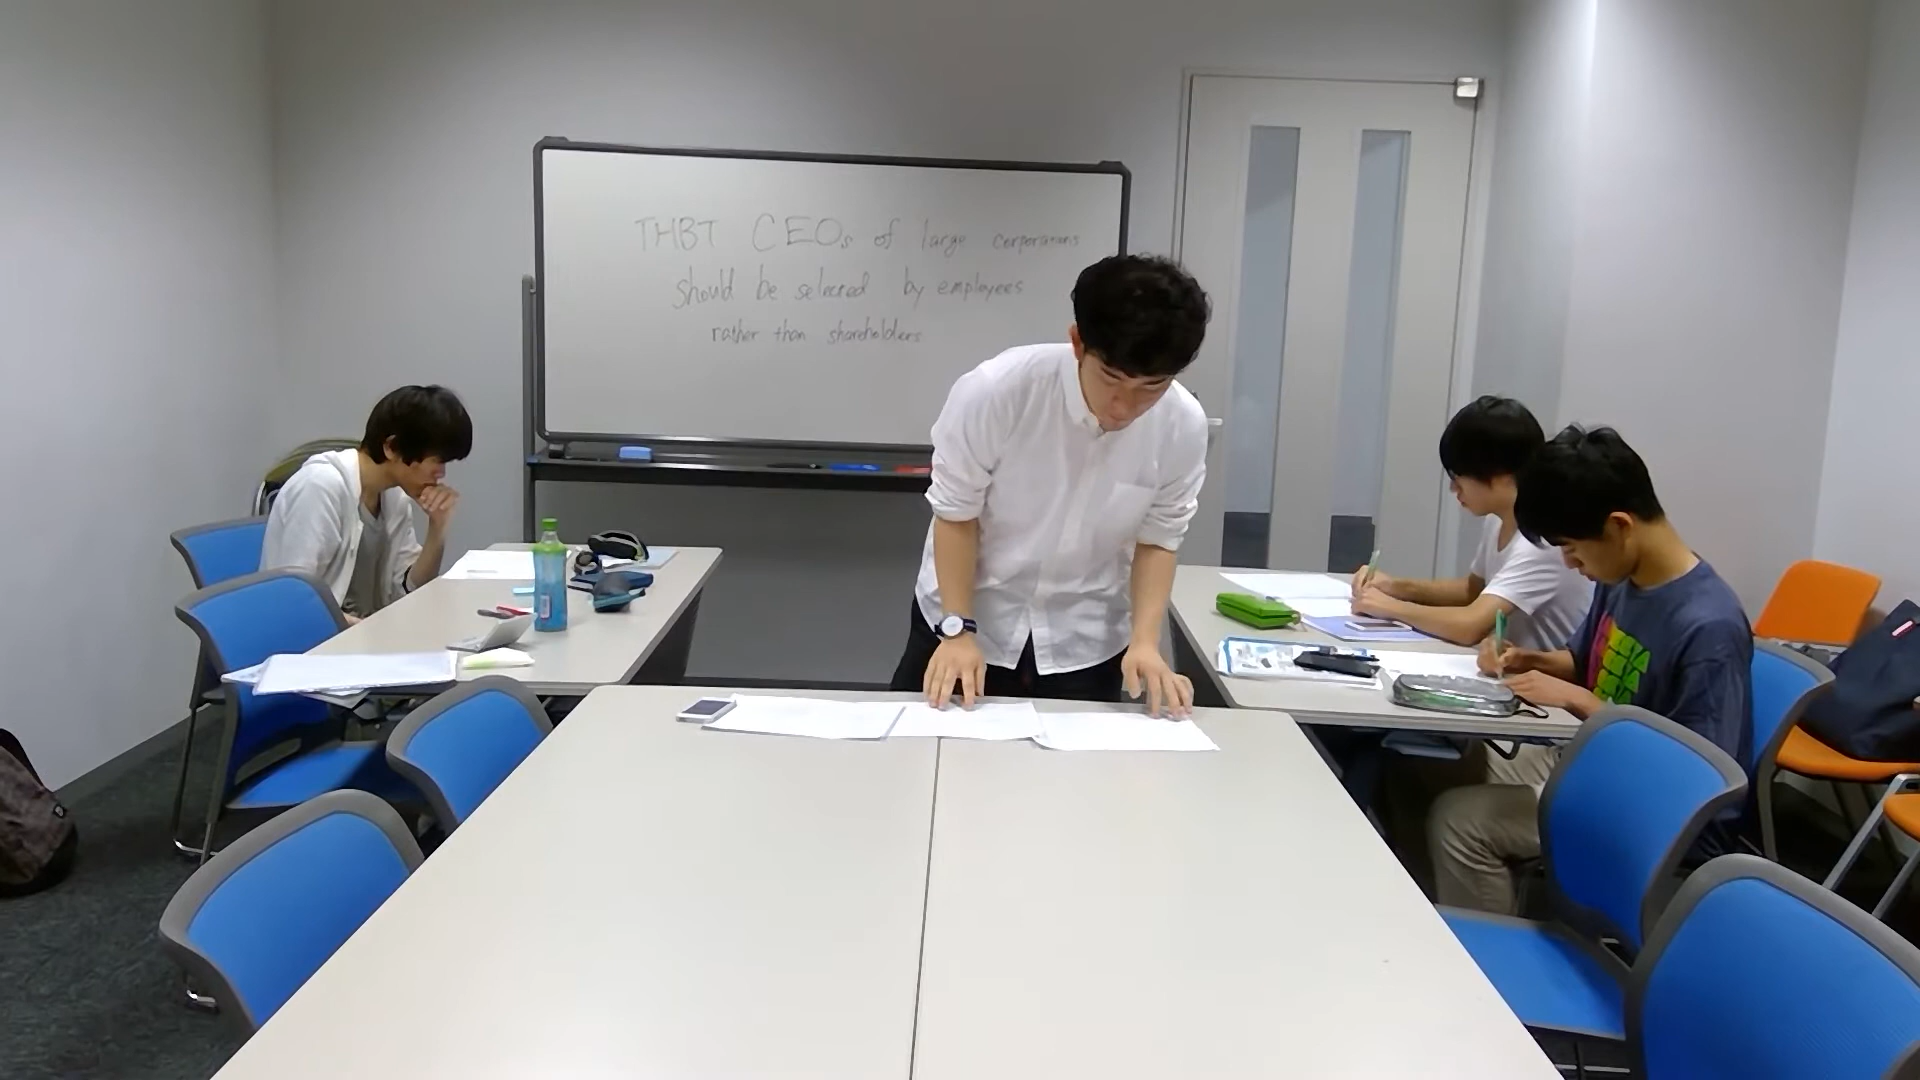 THBT CEOs of large corporations
should be selected by employees
rather than shareholders